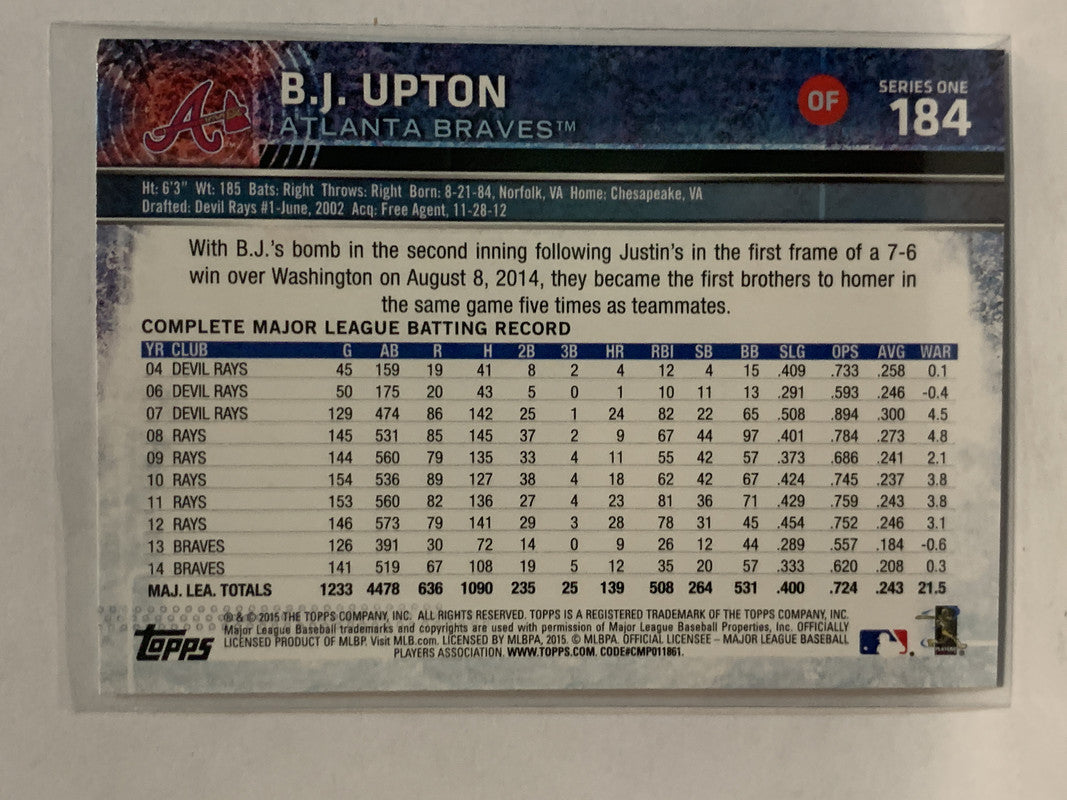 B.J. UPTON
ATLANTA BRAVES™
OF
SERIES ONE
184
Ht: 6'3" Wt: 185 Bats: Right Throws: Right Born: 8-21-84, Norfolk, VA Home: Chesapeake, VA
Drafted: Devil Rays #1-June, 2002 Acq: Free Agent, 11-28-12
With B.J.'s bomb in the second inning following Justin's in the first frame of a 7-6
win over Washington on August 8, 2014, they became the first brothers to homer in
the same game five times as teammates.
COMPLETE MAJOR LEAGUE BATTING RECORD
YR CLUB G AB R H 2B 3B HR RBI SB BB SLG OPS AVG WAR
04 DEVIL RAYS 45 159 19 41 8 2 4 12 4 15 .409 .733 .258 0.1
06 DEVIL RAYS 50 175 20 43 5 0 1 10 11 13 .291 .593 .246 -0.4
07 DEVIL RAYS 129 474 86 142 25 1 24 82 22 65 .508 .894 .300 4.5
08 RAYS 145 531 85 145 37 2 9 67 44 97 .401 .784 .273 4.8
09 RAYS 144 560 79 135 33 4 11 55 42 57 .373 .686 .241 2.1
10 RAYS 154 536 89 127 38 4 18 62 42 67 .424 .745 .237 3.8
11 RAYS 153 560 82 136 27 4 23 81 36 71 .429 .759 .243 3.8
12 RAYS 146 573 79 141 29 3 28 78 31 45 .454 .752 .246 3.1
13 BRAVES 126 391 30 72 14 0 9 26 12 44 .289 .557 .184 -0.6
14 BRAVES 141 519 67 108 19 5 12 35 20 57 .333 .620 .208 0.3
MAJ. LEA. TOTALS 1233 4478 636 1090 235 25 139 508 264 531 .400 .724 .243 21.5
® & © 2015 THE TOPPS COMPANY, INC. ALL RIGHTS RESERVED. TOPPS IS A REGISTERED TRADEMARK OF THE TOPPS COMPANY, INC.
Major League Baseball trademarks and copyrights are used with permission of Major League Baseball Properties, Inc. OFFICIALLY
LICENSED PRODUCT OF MLBP. Visit MLB.com. LICENSED BY MLBPA, 2015. © MLBPA. OFFICIAL LICENSEE – MAJOR LEAGUE BASEBALL
PLAYERS ASSOCIATION. WWW.TOPPS.COM. CODE#CMP011861.
TOPPS